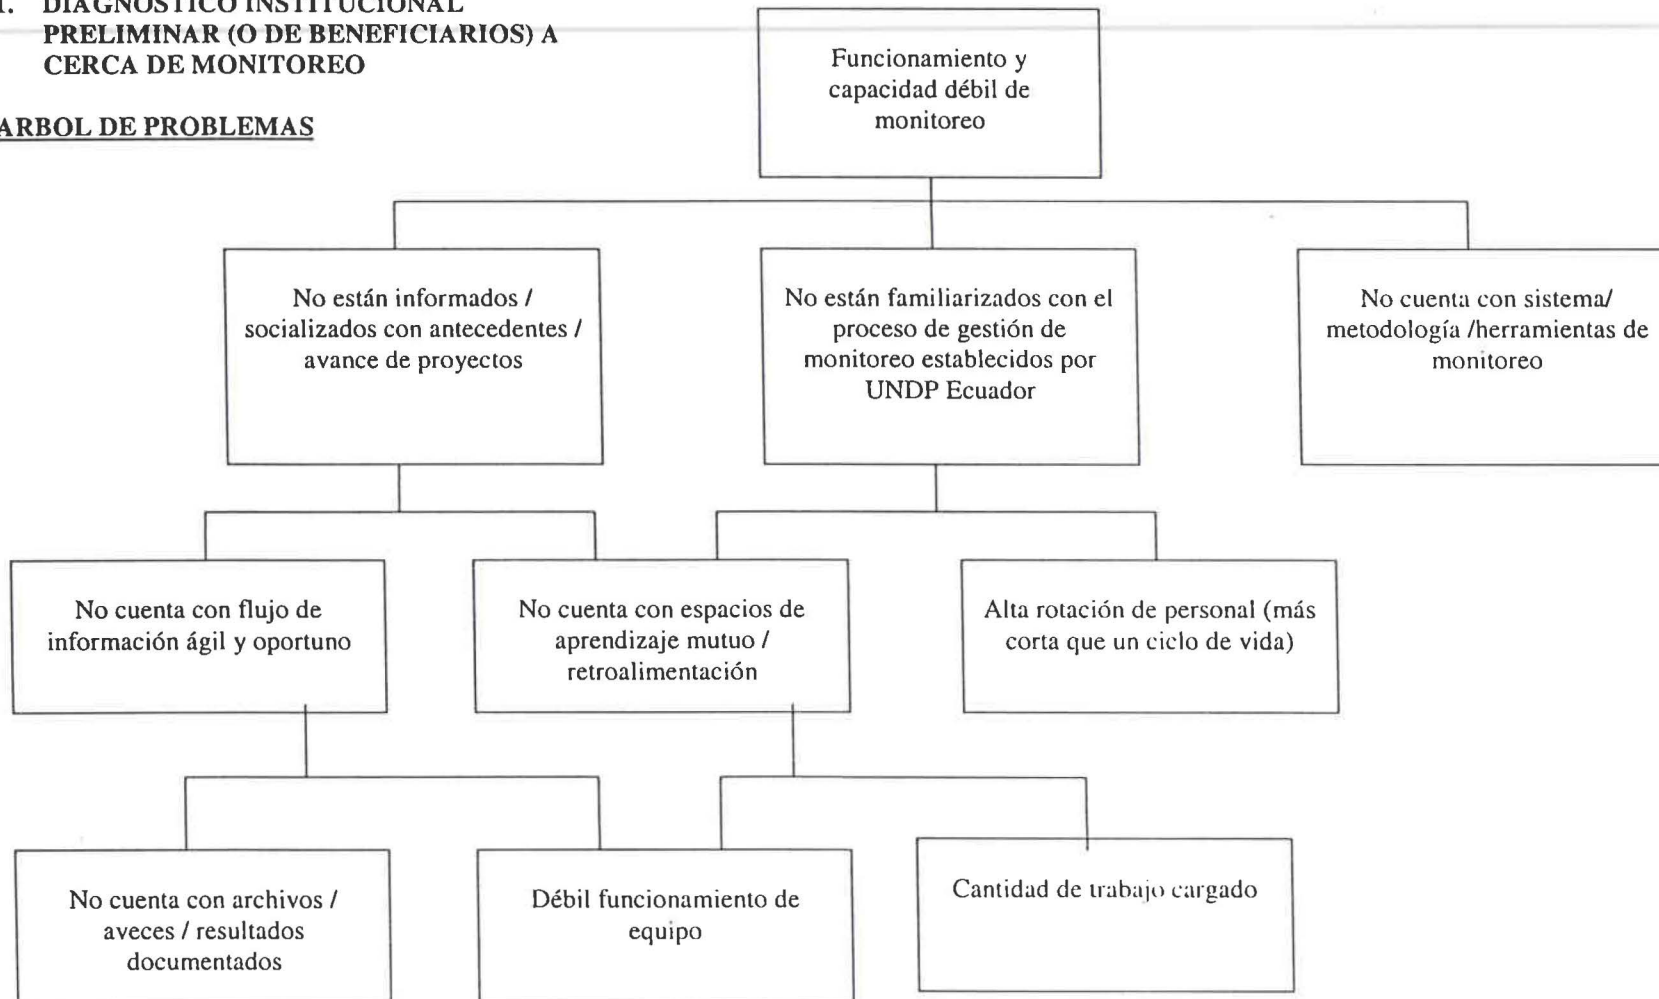 1. DIAGNOSTICO INSTITUCIONAL
PRELIMINAR (O DE BENEFICIARIOS) A
CERCA DE MONITOREO
ARBOL DE PROBLEMAS
Funcionamiento y
capacidad débil de
monitoreo
No están informados /
socializados con antecedentes /
avance de proyectos
No están familiarizados con el
proceso de gestión de
monitoreo establecidos por
UNDP Ecuador
No cuenta con sistema/
metodología /herramientas de
monitoreo
No cuenta con flujo de
información ágil y oportuno
No cuenta con espacios de
aprendizaje mutuo /
retroalimentación
Alta rotación de personal (más
corta que un ciclo de vida)
No cuenta con archivos /
aveces / resultados
documentados
Débil funcionamiento de
equipo
Cantidad de trabajo cargado